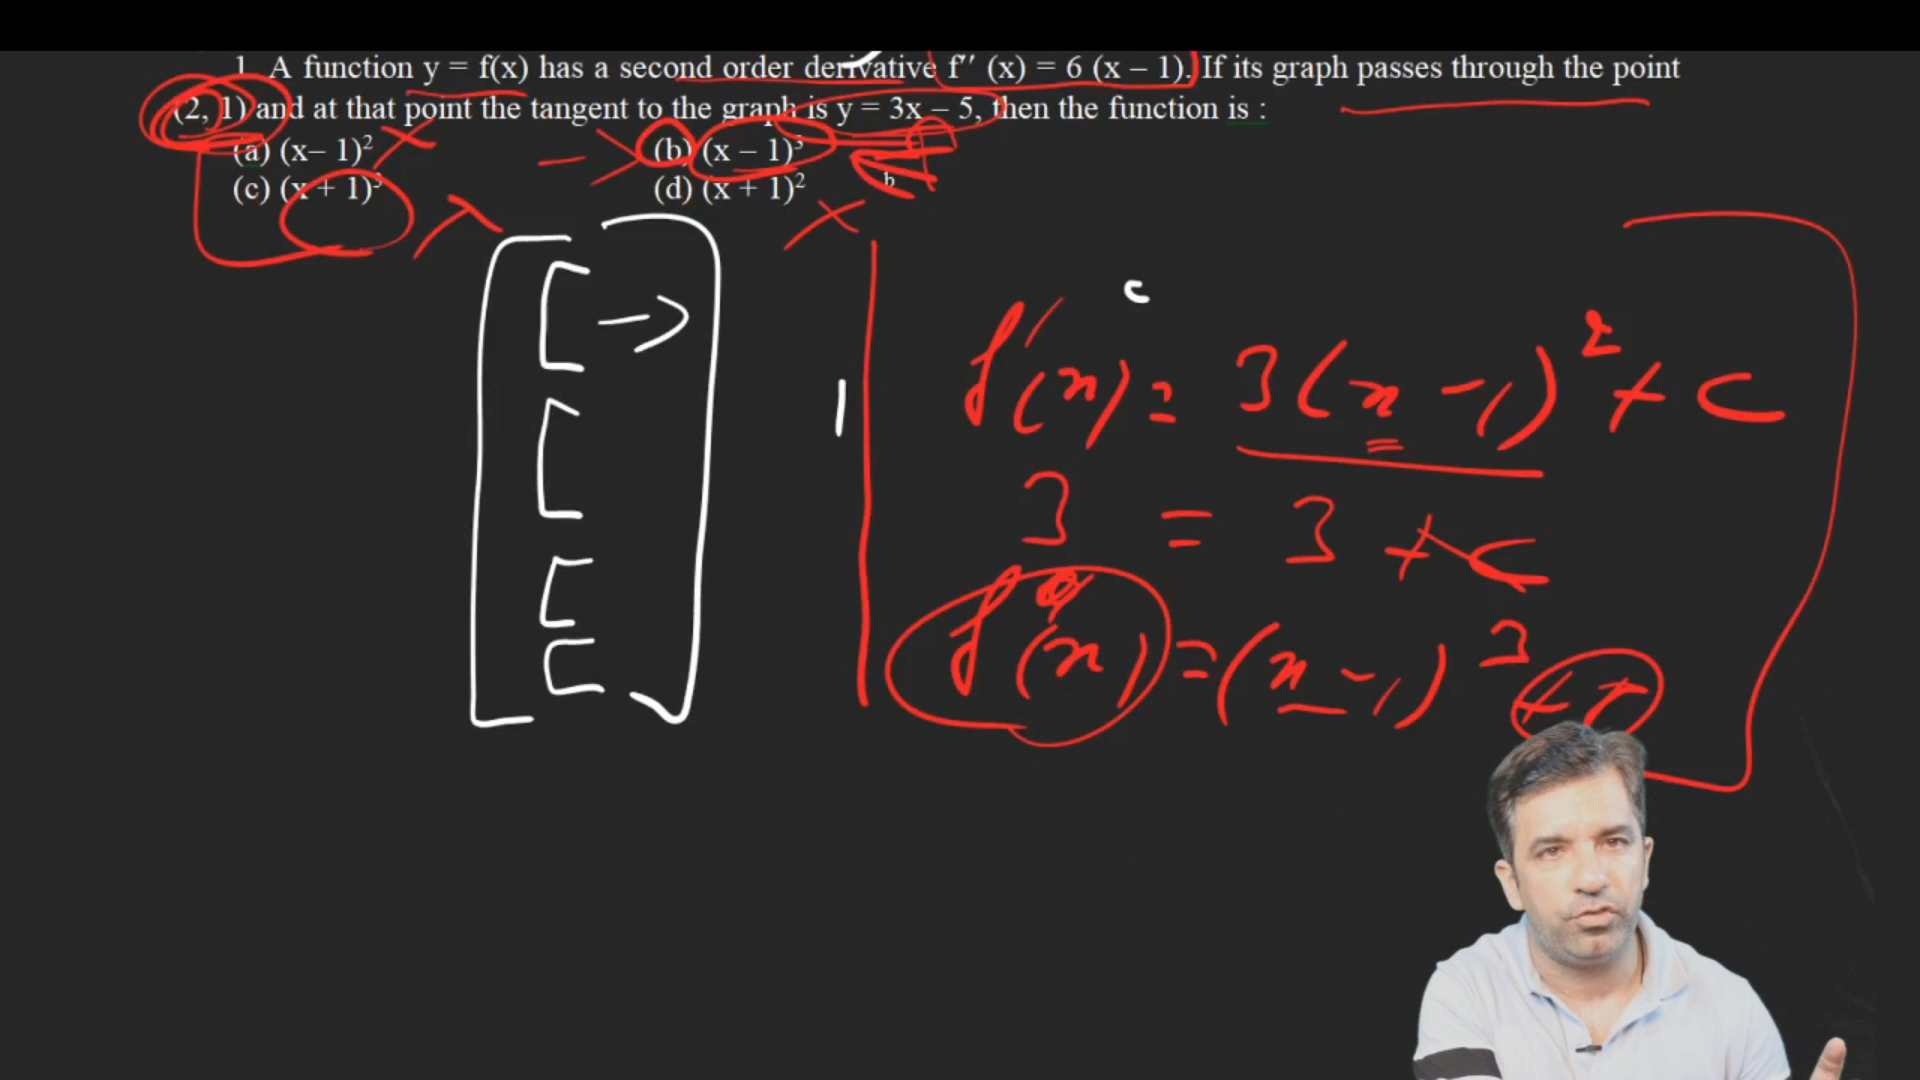 1. A function y = f(x) has a second order derivative f″ (x) = 6 (x – 1). If its graph passes through the point
(2, 1) and at that point the tangent to the graph is y = 3x – 5, then the function is :
(a) (x– 1)² (b) (x – 1)³
(c) (x + 1)³ (d) (x + 1)²
b
c
f′(x) = 3(x – 1)² + c
3 = 3 + c
f(x) = (x – 1)³